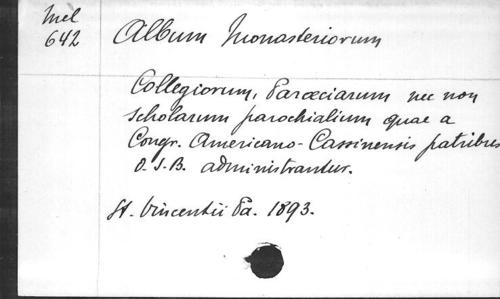 Mel
642
Album Monasteriorum
Collegiorum, Paroeciarum nec non
scholarum parochialium quae a
Congr. Americano-Cassinensis patribus
O.S.B. administrantur.
St. Vincentii Pa. 1893.